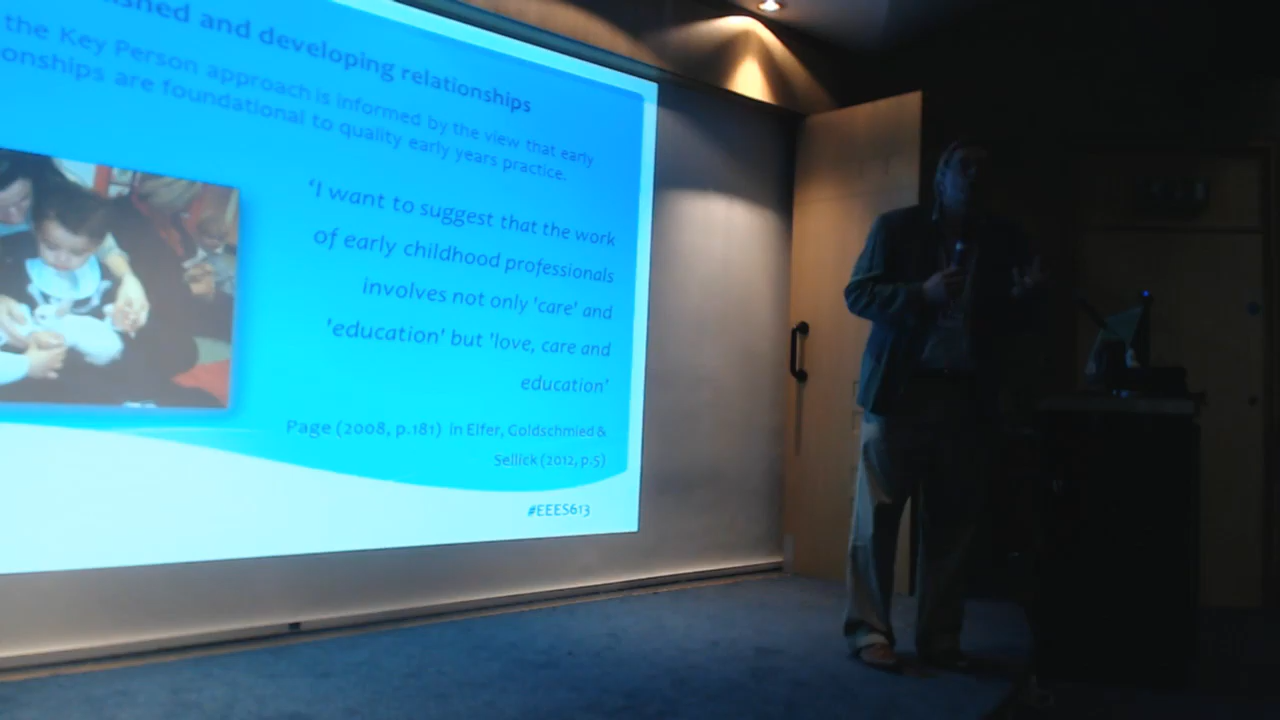 and developing relationships
the Key Person approach is informed by the view that early
are foundational to quality early years practice.
'I want to suggest that the work
of early childhood professionals
involves not only 'care' and
'education' but 'love, care and
education'
Page (2008, p.181) in Elfer, Goldschmied &
Sellick (2012, p.5)
#EEES613